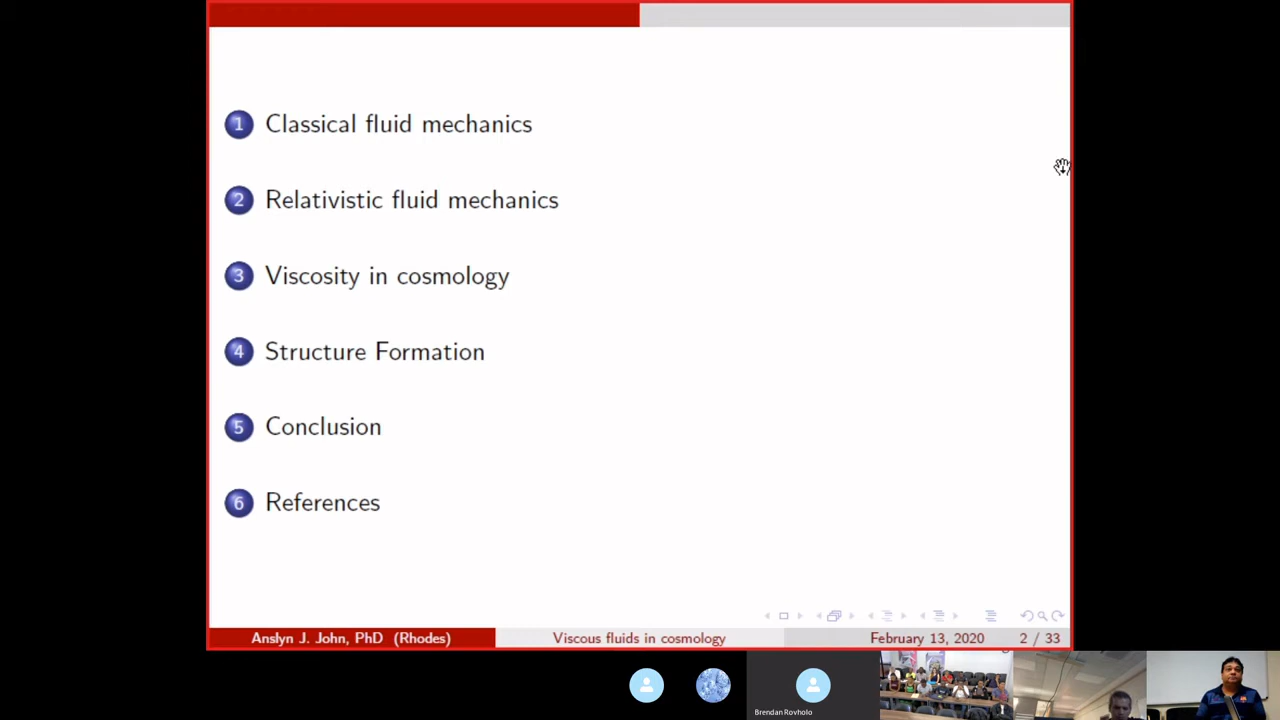 1 Classical fluid mechanics
2 Relativistic fluid mechanics
3 Viscosity in cosmology
4 Structure Formation
5 Conclusion
6 References
Anslyn J. John, PhD (Rhodes) Viscous fluids in cosmology February 13, 2020 2 / 33
Brendan Rovholo